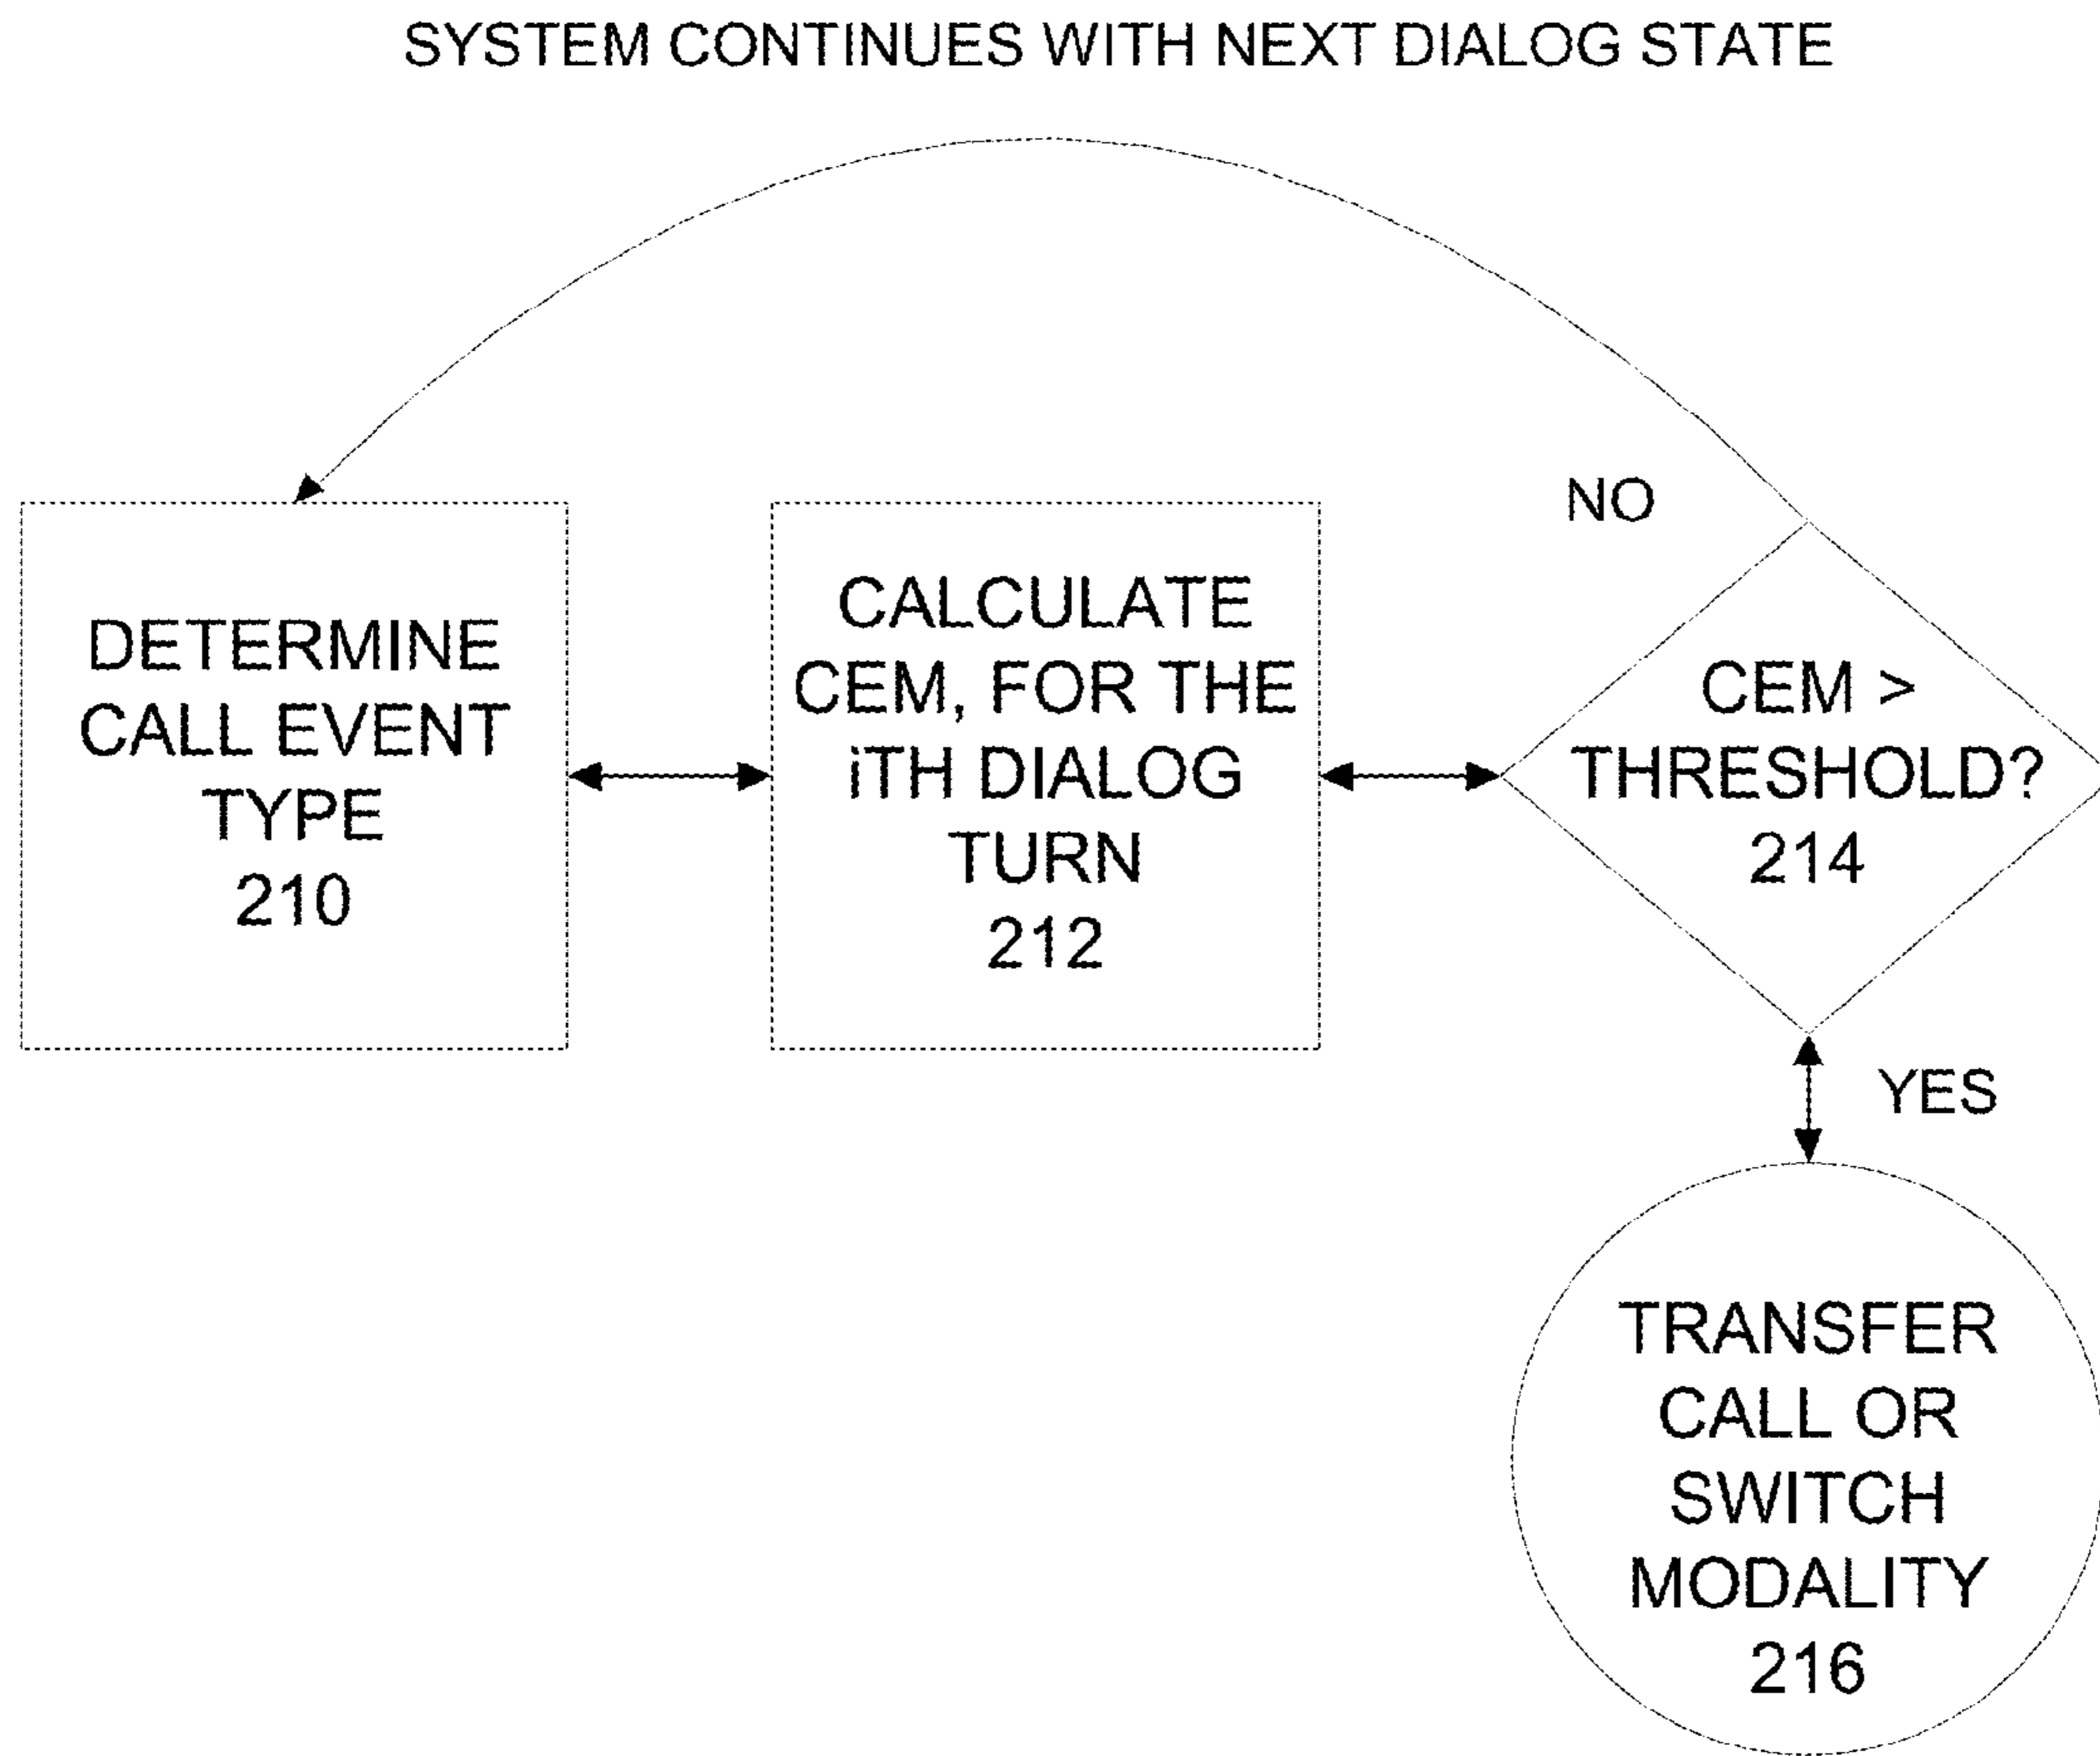 SYSTEM CONTINUES WITH NEXT DIALOG STATE
NO
DETERMINE
CALL EVENT
TYPE
210
CALCULATE
CEM, FOR THE
iTH DIALOG
TURN
212
CEM >
THRESHOLD?
214
YES
TRANSFER
CALL OR
SWITCH
MODALITY
216